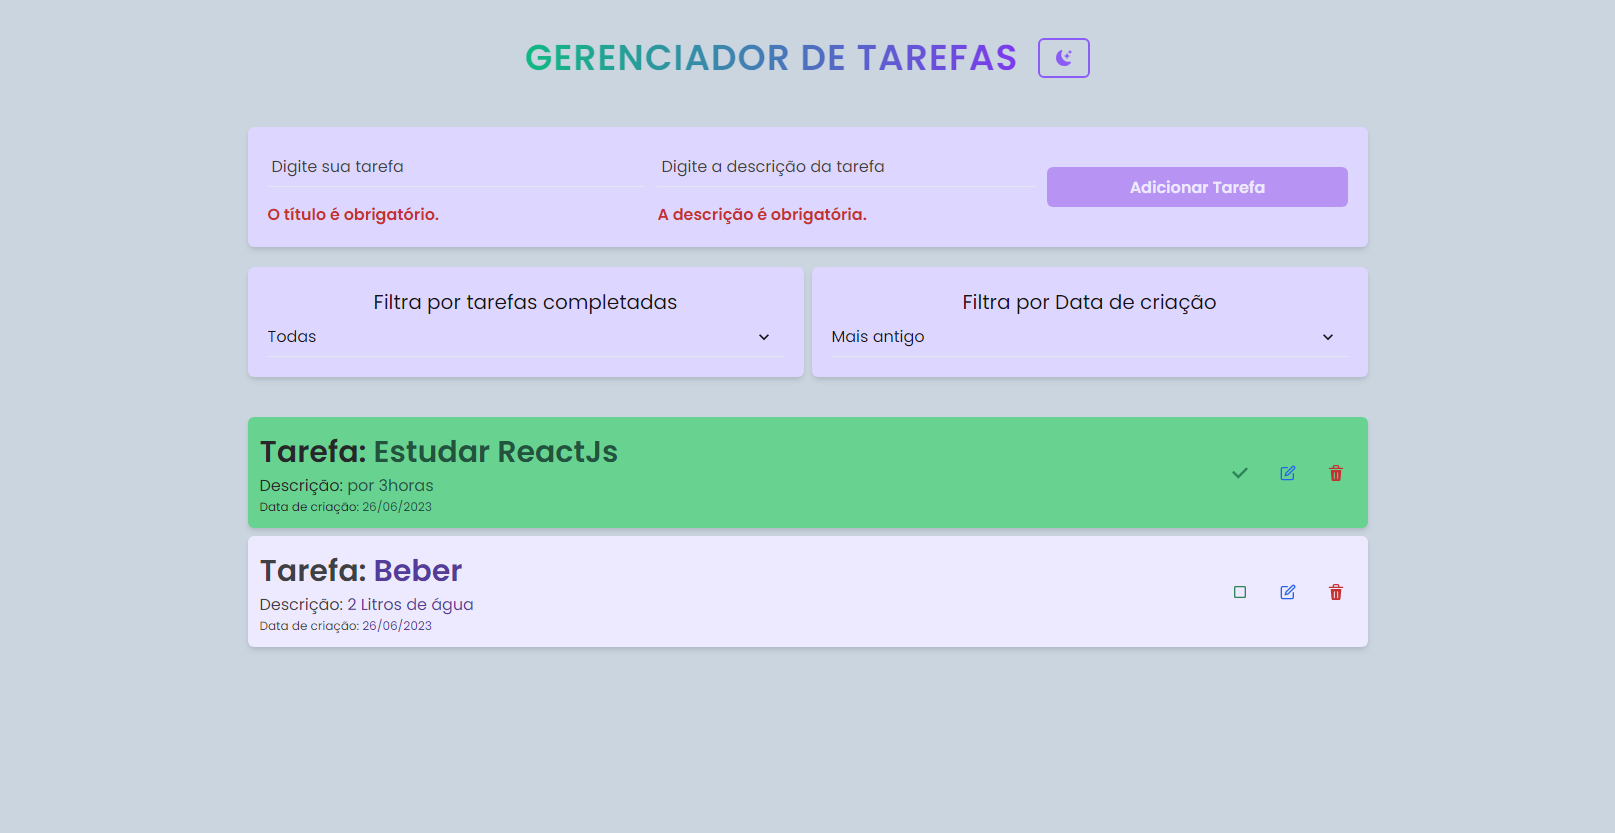 GERENCIADOR DE TAREFAS
Digite sua tarefa
Digite a descrição da tarefa
Adicionar Tarefa
O título é obrigatório.
A descrição é obrigatória.
Filtra por tarefas completadas
Todas
Filtra por Data de criação
Mais antigo
Tarefa: Estudar ReactJs
Descrição: por 3horas
Data de criação: 26/06/2023
Tarefa: Beber
Descrição: 2 Litros de água
Data de criação: 26/06/2023